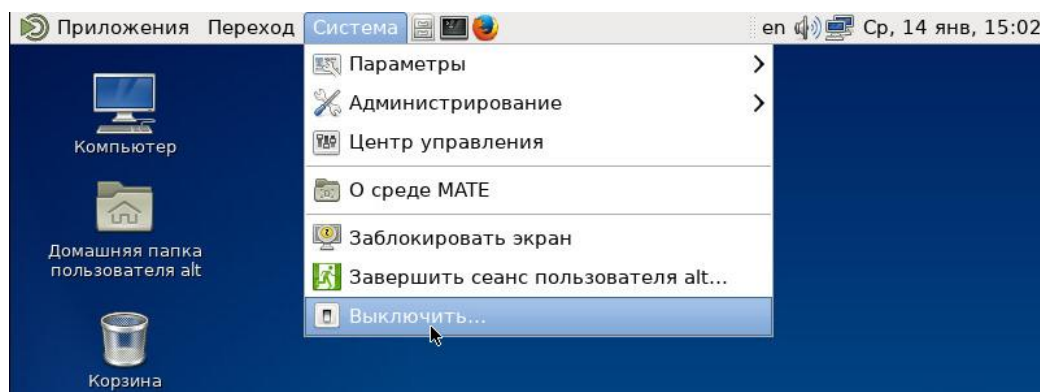 Приложения Переход Система en Ср, 14 янв, 15:02
Параметры
Администрирование
Центр управления
О среде MATE
Заблокировать экран
Завершить сеанс пользователя alt...
Выключить...
Компьютер
Домашняя папка
пользователя alt
Корзина